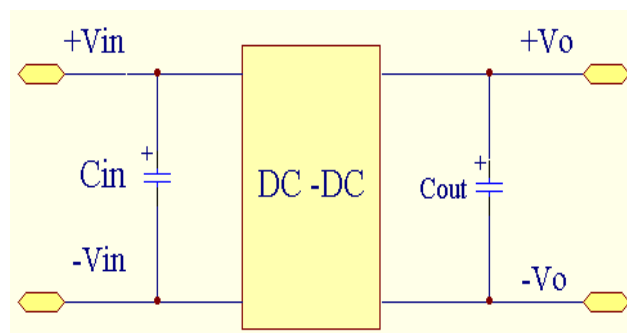 +Vin
+Vo
+
Cin
DC -DC
+
Cout
-Vin
-Vo